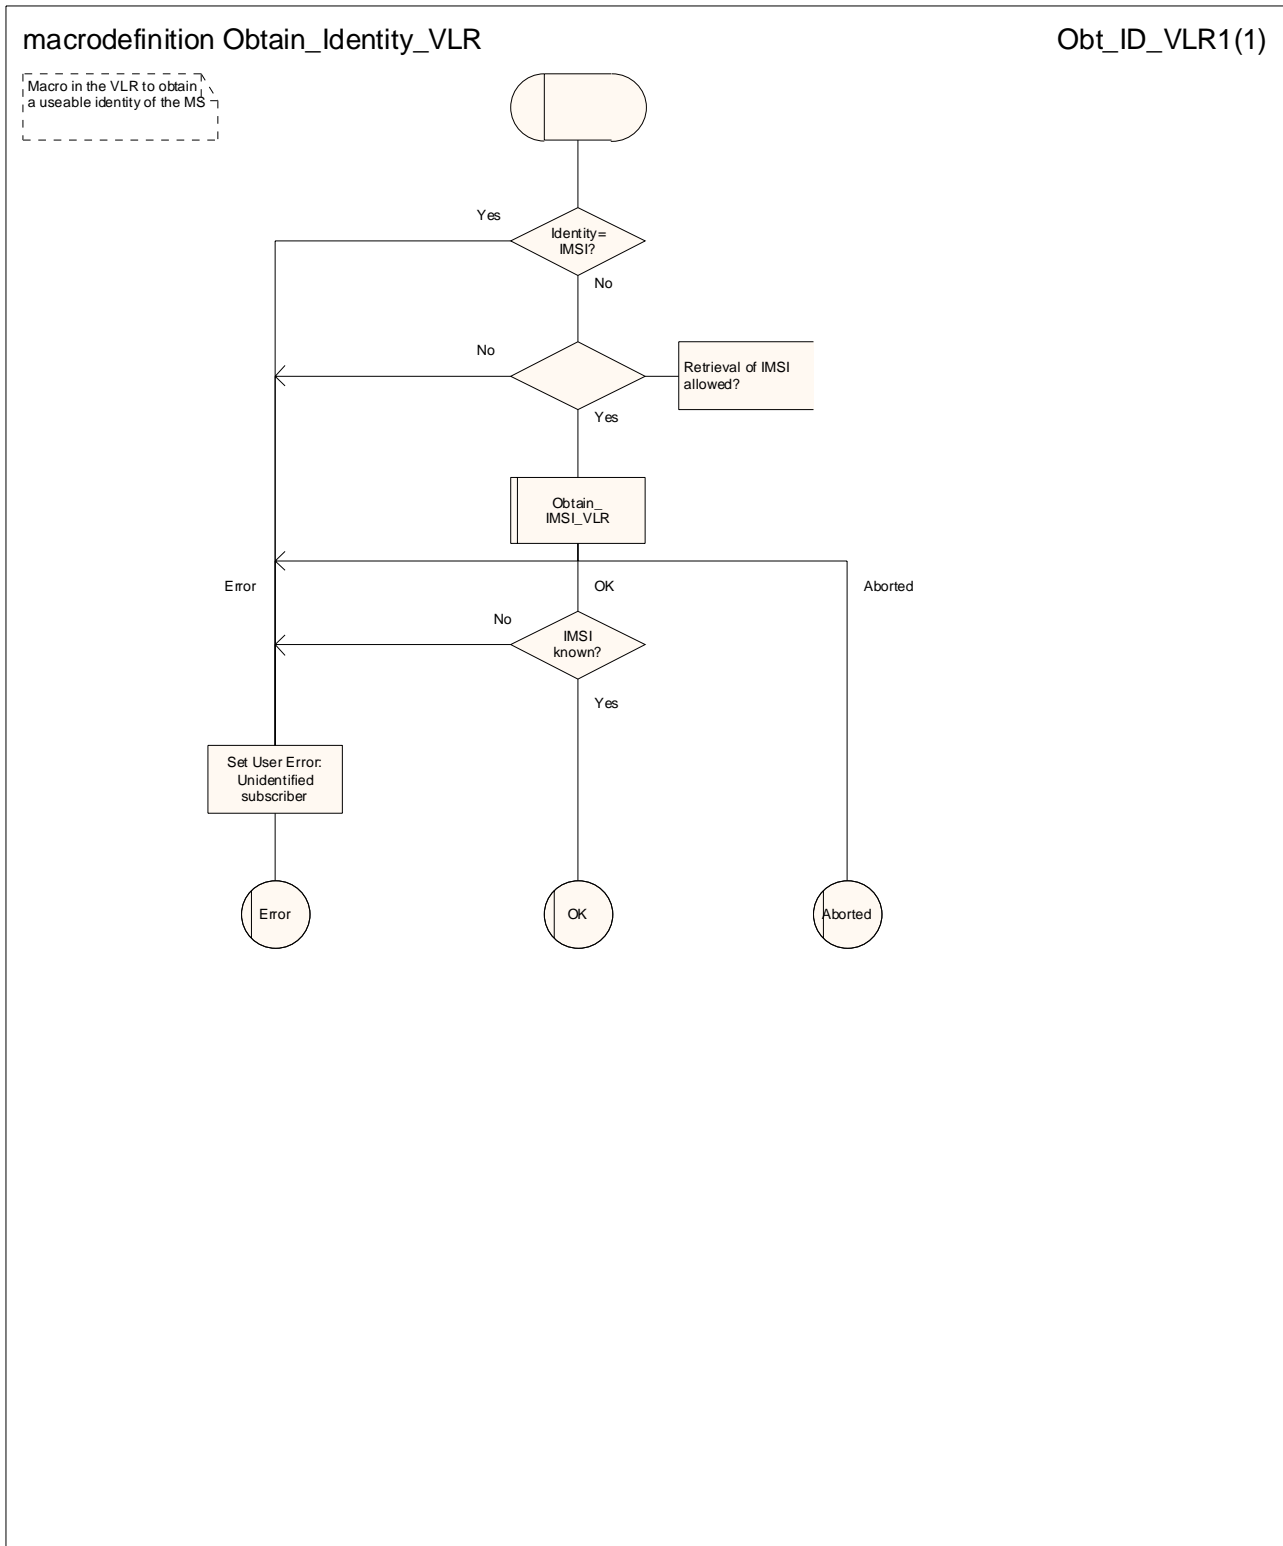 macrodefinition Obtain_Identity_VLR
Obt_ID_VLR1(1)
Macro in the VLR to obtain
a useable identity of the MS
Yes
Identity=
IMSI?
No
No
Retrieval of IMSI
allowed?
Yes
Obtain_
IMSI_VLR
Error
OK
Aborted
No
IMSI
known?
Yes
Set User Error:
Unidentified
subscriber
Error
OK
Aborted